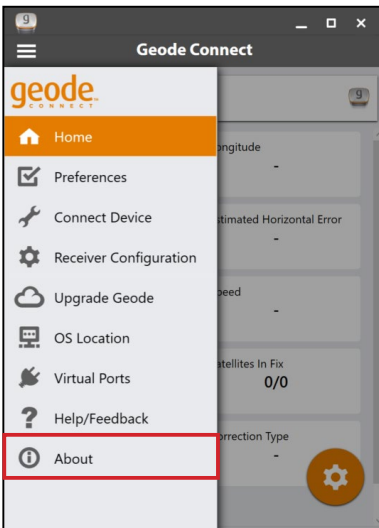 g
Geode Connect
geode
CONNECT
g
Home
ongitude
-
Preferences
Connect Device
stimated Horizontal Error
-
Receiver Configuration
Upgrade Geode
peed
-
OS Location
Virtual Ports
atellites In Fix
0/0
Help/Feedback
orrection Type
-
About